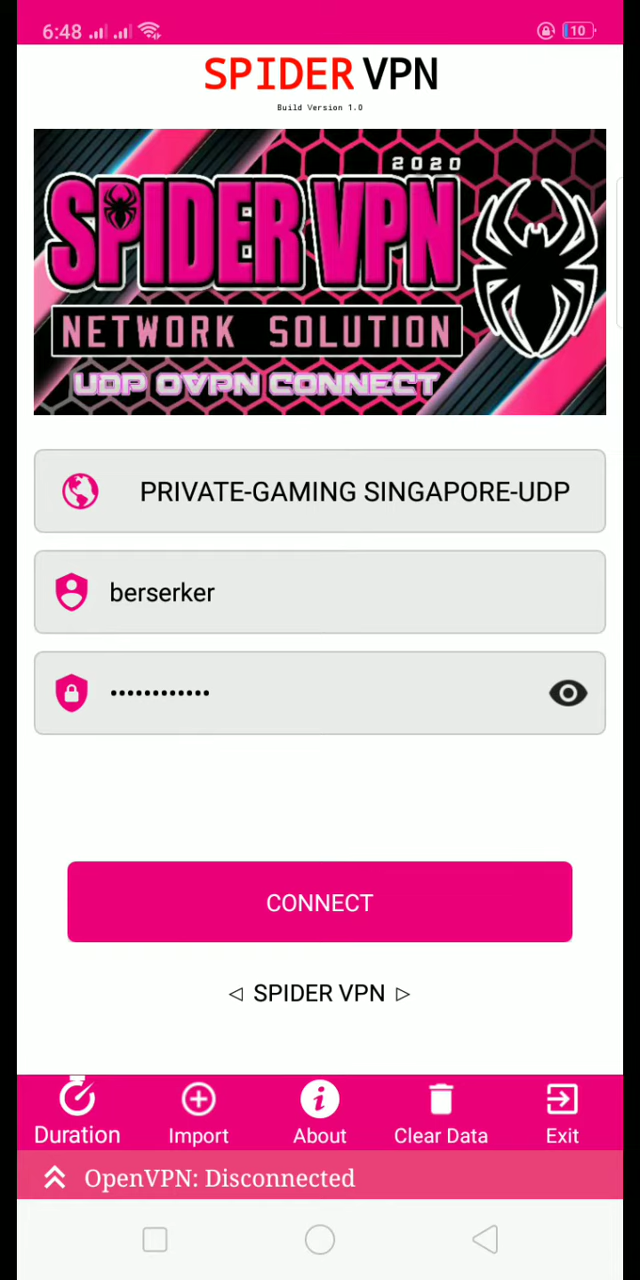 6:48
10
SPIDER VPN
Build Version 1.0
2020
SPIDER VPN
NETWORK SOLUTION
UDP OVPN CONNECT
PRIVATE-GAMING SINGAPORE-UDP
berserker
••••••••••••
CONNECT
◁ SPIDER VPN ▷
Duration Import About Clear Data Exit
OpenVPN: Disconnected